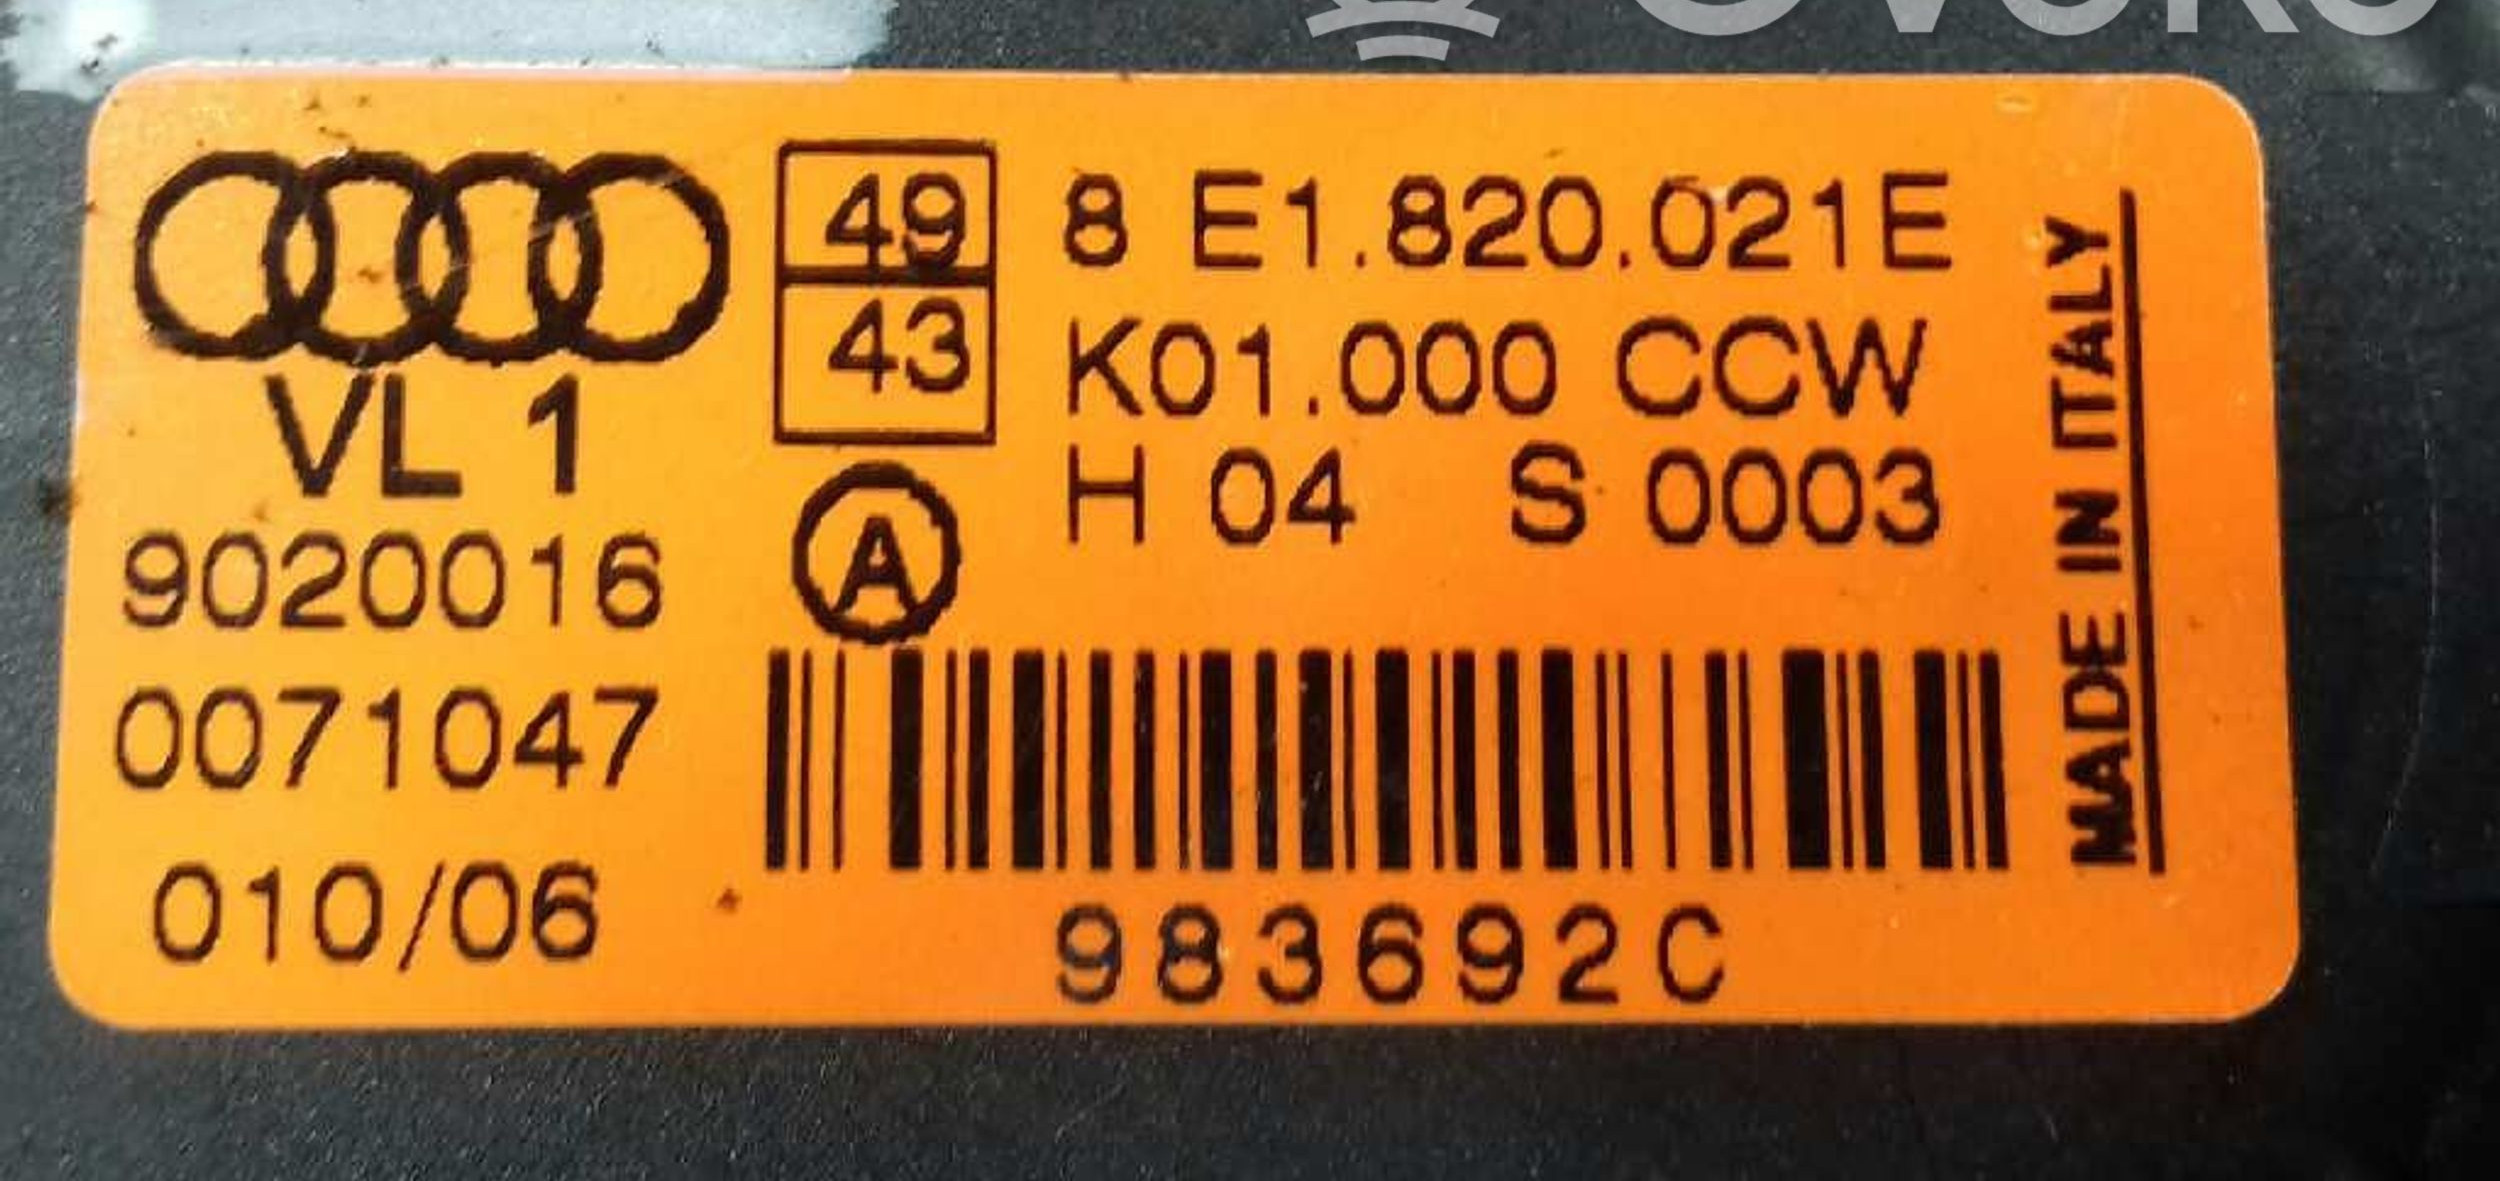 VL 1
9020016
0071047
010/06
49
43
A
8 E1.820.021E
K01.000 CCW
H 04 S 0003
983692C
MADE IN ITALY